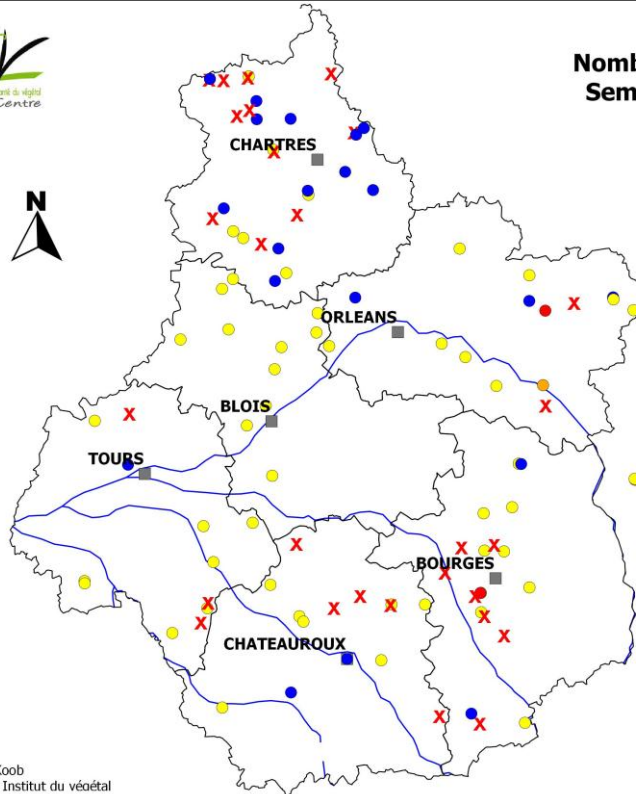 Centre
Nomb
Sem
N
CHARTRES
ORLEANS
BLOIS
TOURS
BOURGES
CHATEAUROUX
Koob
Institut du végétal